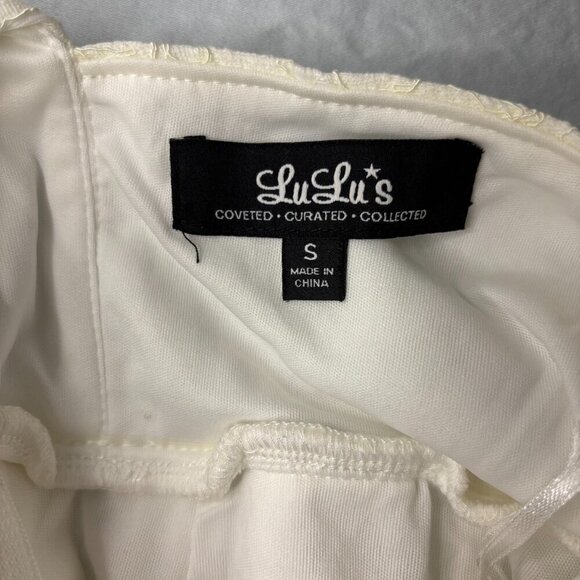 LuLu's
COVETED · CURATED · COLLECTED
S
MADE IN
CHINA